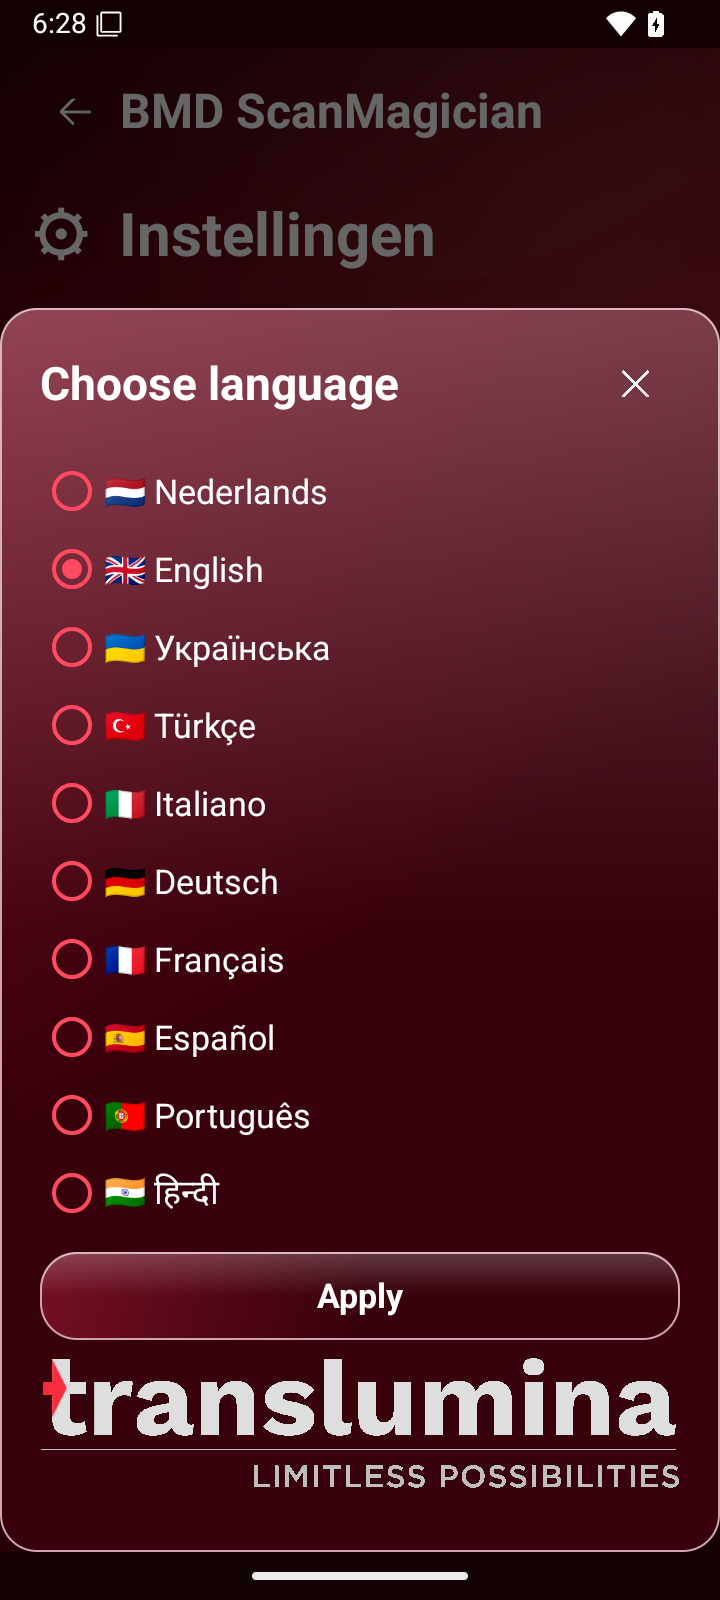 6:28
BMD ScanMagician
Instellingen
Choose language
Nederlands
English
Українська
Türkçe
Italiano
Deutsch
Français
Español
Português
हिन्दी
Apply
translumina
LIMITLESS POSSIBILITIES